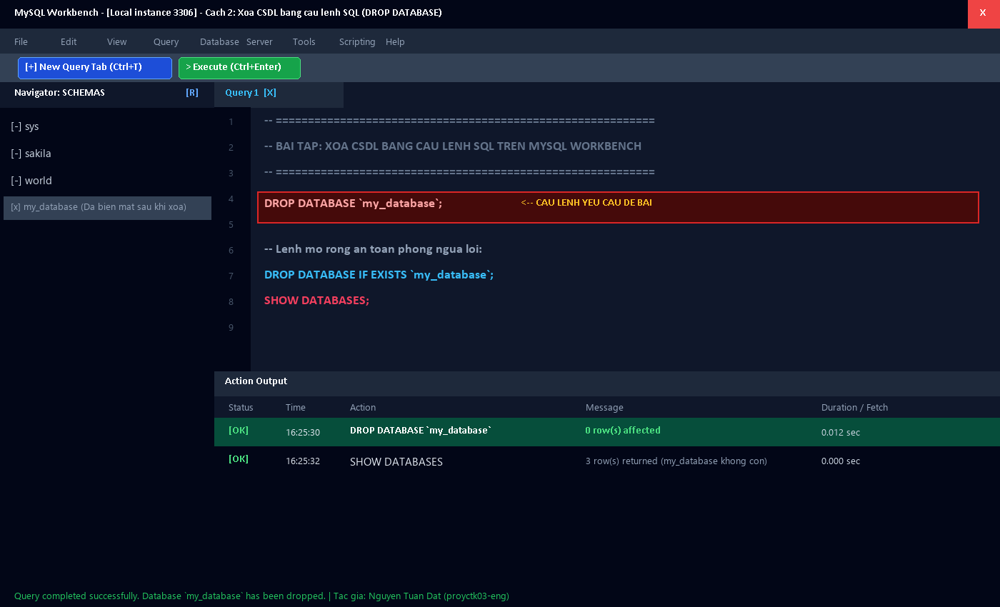 MySQL Workbench - [Local instance 3306] - Cach 2: Xoa CSDL bang cau lenh SQL (DROP DATABASE)
X
File Edit View Query Database Server Tools Scripting Help
[+] New Query Tab (Ctrl+T) > Execute (Ctrl+Enter)
Navigator: SCHEMAS [R]
Query 1 [X]
[-] sys
[-] sakila
[-] world
[x] my_database (Da bien mat sau khi xoa)
1 -- ===========================================================
2 -- BAI TAP: XOA CSDL BANG CAU LENH SQL TREN MYSQL WORKBENCH
3 -- ===========================================================
4 DROP DATABASE `my_database`; <-- CAU LENH YEU CAU DE BAI
5
6 -- Lenh mo rong an toan phong ngua loi:
7 DROP DATABASE IF EXISTS `my_database`;
8 SHOW DATABASES;
9
Action Output
Status Time Action Message Duration / Fetch
[OK] 16:25:30 DROP DATABASE `my_database` 0 row(s) affected 0.012 sec
[OK] 16:25:32 SHOW DATABASES 3 row(s) returned (my_database khong con) 0.000 sec
Query completed successfully. Database `my_database` has been dropped. | Tac gia: Nguyen Tuan Dat (proyctk03-eng)